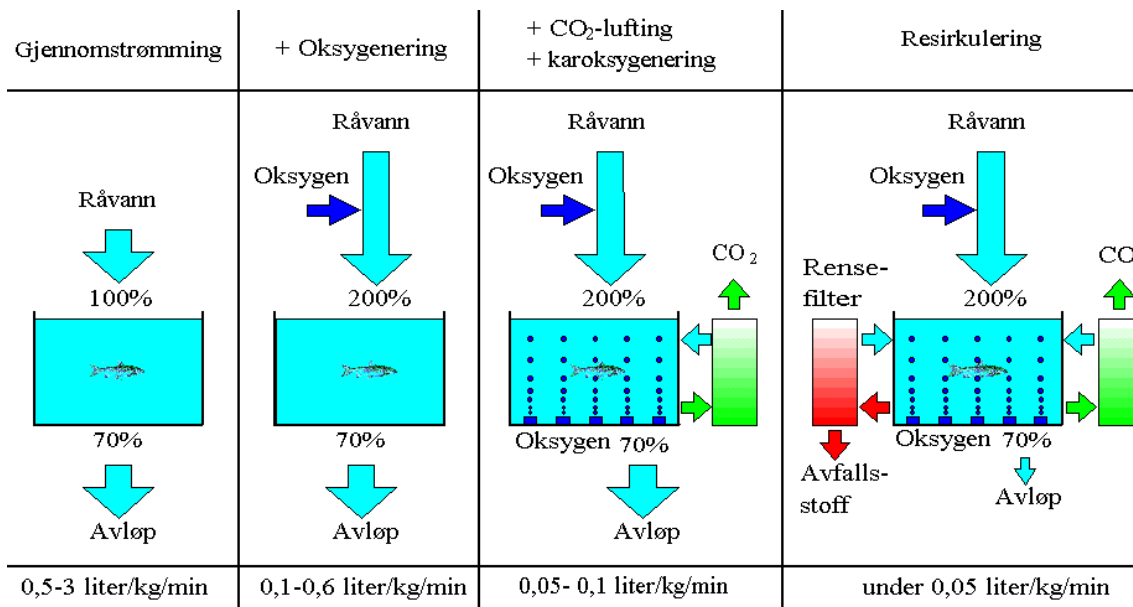 Gjennomstrømming
+ Oksygenering
+ CO₂-lufting
+ karoksygenering
Resirkulering
Råvann
100%
70%
Avløp
Råvann
Oksygen
200%
70%
Avløp
Råvann
Oksygen
CO₂
200%
Oksygen 70%
Avløp
Råvann
Oksygen
CO
Rense-
filter
200%
Oksygen 70%
Avfalls-
stoff
Avløp
0,5-3 liter/kg/min
0,1-0,6 liter/kg/min
0,05- 0,1 liter/kg/min
under 0,05 liter/kg/min